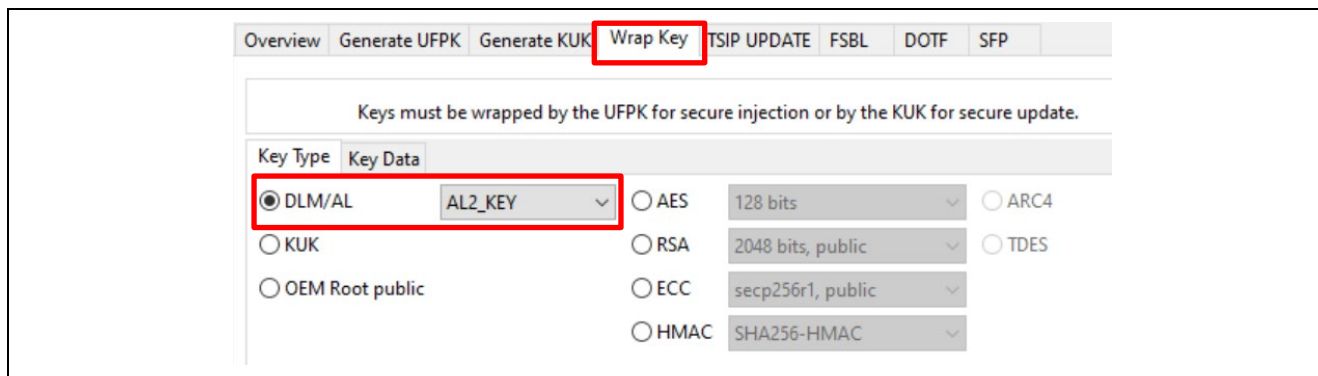 Overview Generate UFPK Generate KUK Wrap Key TSIP UPDATE FSBL DOTF SFP
Keys must be wrapped by the UFPK for secure injection or by the KUK for secure update.
Key Type Key Data
DLM/AL AL2_KEY AES 128 bits ARC4
KUK RSA 2048 bits, public TDES
OEM Root public ECC secp256r1, public
HMAC SHA256-HMAC